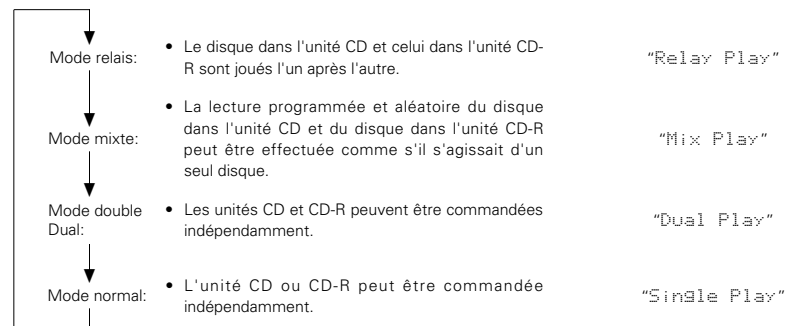 Mode relais:
• Le disque dans l'unité CD et celui dans l'unité CD-
R sont joués l'un après l'autre.
"Relay Play"
Mode mixte:
• La lecture programmée et aléatoire du disque
dans l'unité CD et du disque dans l'unité CD-R
peut être effectuée comme s'il s'agissait d'un
seul disque.
"Mix Play"
Mode double
Dual:
• Les unités CD et CD-R peuvent être commandées
indépendamment.
"Dual Play"
Mode normal:
• L'unité CD ou CD-R peut être commandée
indépendamment.
"Single Play"